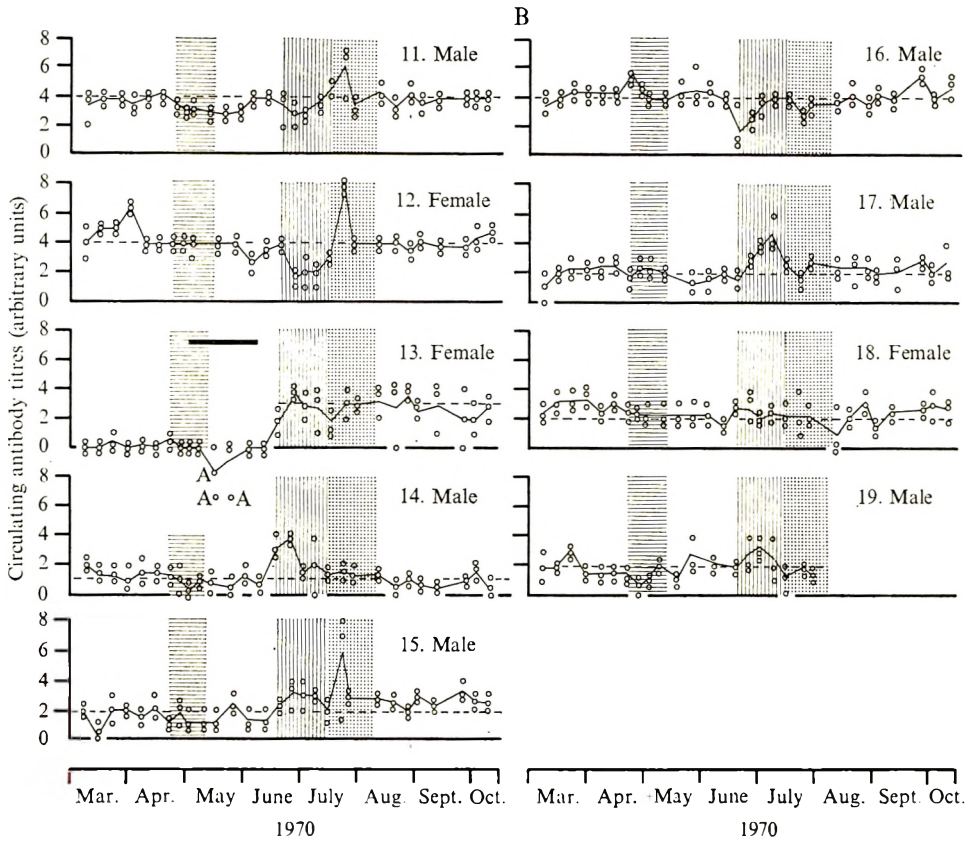 B
Circulating antibody titres (arbitrary units)
8
6
4
2
0
11. Male
8
6
4
2
0
12. Female
8
6
4
2
0
13. Female
A
A A
8
6
4
2
0
14. Male
8
6
4
2
0
15. Male
Mar. Apr. May June July Aug. Sept. Oct.
1970
16. Male
17. Male
18. Female
19. Male
Mar. Apr. May June July Aug. Sept. Oct.
1970